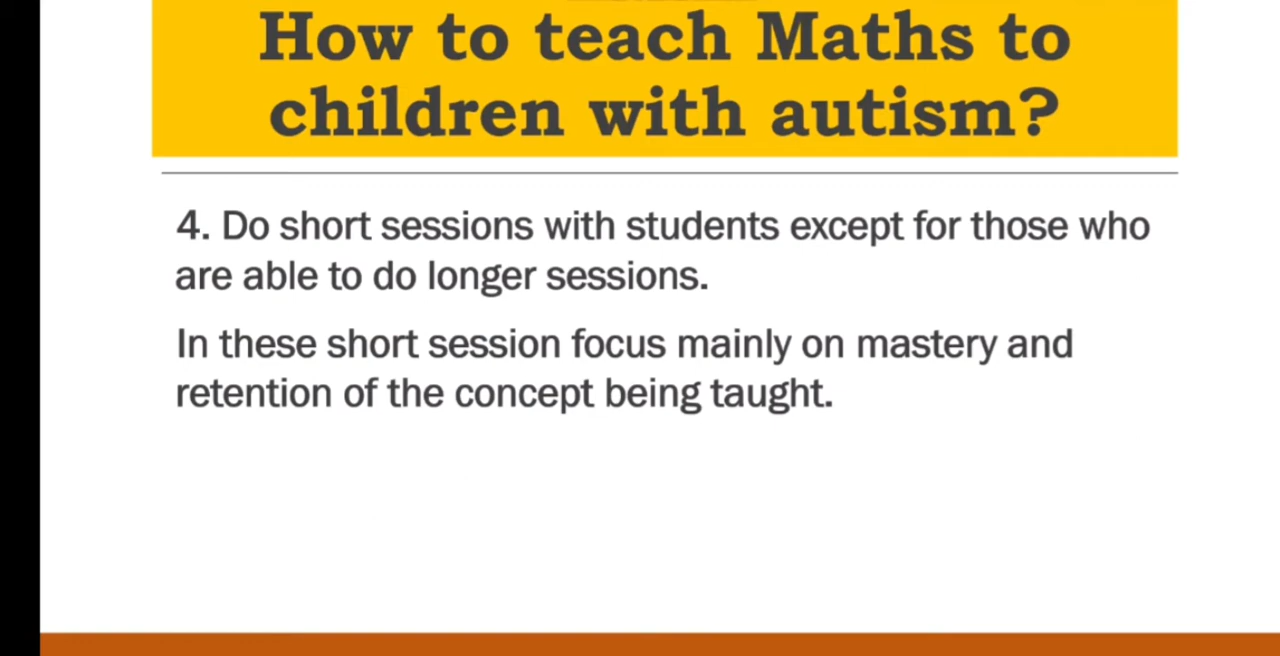 How to teach Maths to
children with autism?
4. Do short sessions with students except for those who
are able to do longer sessions.
In these short session focus mainly on mastery and
retention of the concept being taught.